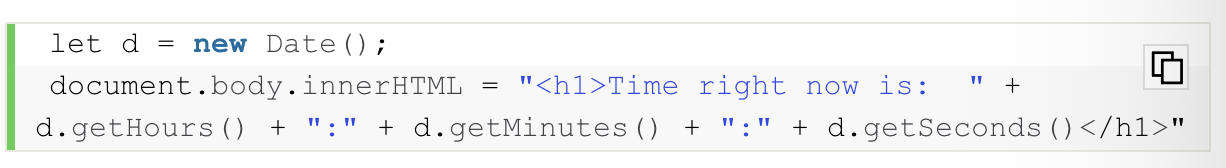 let d = new Date();
document.body.innerHTML = "<h1>Time right now is:  " +
d.getHours() + ":" + d.getMinutes() + ":" + d.getSeconds()</h1>"